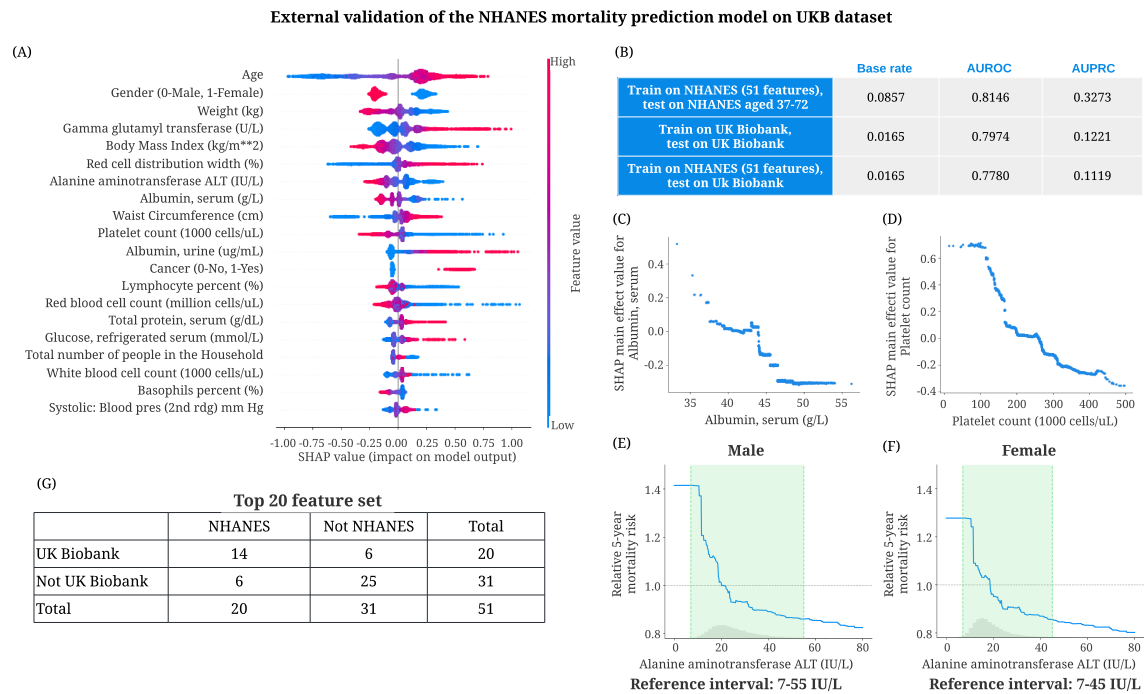 External validation of the NHANES mortality prediction model on UKB dataset
(A)
High
Age
Gender (0-Male, 1-Female)
Weight (kg)
Gamma glutamyl transferase (U/L)
Body Mass Index (kg/m**2)
Red cell distribution width (%)
Alanine aminotransferase ALT (IU/L)
Albumin, serum (g/L)
Waist Circumference (cm)
Platelet count (1000 cells/uL)
Albumin, urine (ug/mL)
Cancer (0-No, 1-Yes)
Lymphocyte percent (%)
Red blood cell count (million cells/uL)
Total protein, serum (g/dL)
Glucose, refrigerated serum (mmol/L)
Total number of people in the Household
White blood cell count (1000 cells/uL)
Basophils percent (%)
Systolic: Blood pres (2nd rdg) mm Hg
Feature value
Low
-1.00 -0.75 -0.50 -0.25 0.00 0.25 0.50 0.75 1.00
SHAP value (impact on model output)
(B)
Base rate AUROC AUPRC
Train on NHANES (51 features),
test on NHANES aged 37-72
0.0857 0.8146 0.3273
Train on UK Biobank,
test on UK Biobank
0.0165 0.7974 0.1221
Train on NHANES (51 features),
test on Uk Biobank
0.0165 0.7780 0.1119
(C)
SHAP main effect value for
Albumin, serum
0.4
0.2
0.0
-0.2
35 40 45 50 55
Albumin, serum (g/L)
(D)
SHAP main effecti value for
Platelet count
0.6
0.4
0.2
0.0
-0.2
-0.4
0 100 200 300 400 500
Platelet count (1000 cells/uL)
(E)
Male
Relative 5-year
mortality risk
1.4
1.2
1.0
0.8
0 20 40 60 80
Alanine aminotransferase ALT (IU/L)
Reference interval: 7-55 IU/L
(F)
Female
Relative 5-year
mortality risk
1.4
1.2
1.0
0.8
0 20 40 60 80
Alanine aminotransferase ALT (IU/L)
Reference interval: 7-45 IU/L
(G)
Top 20 feature set
NHANES Not NHANES Total
UK Biobank 14 6 20
Not UK Biobank 6 25 31
Total 20 31 51